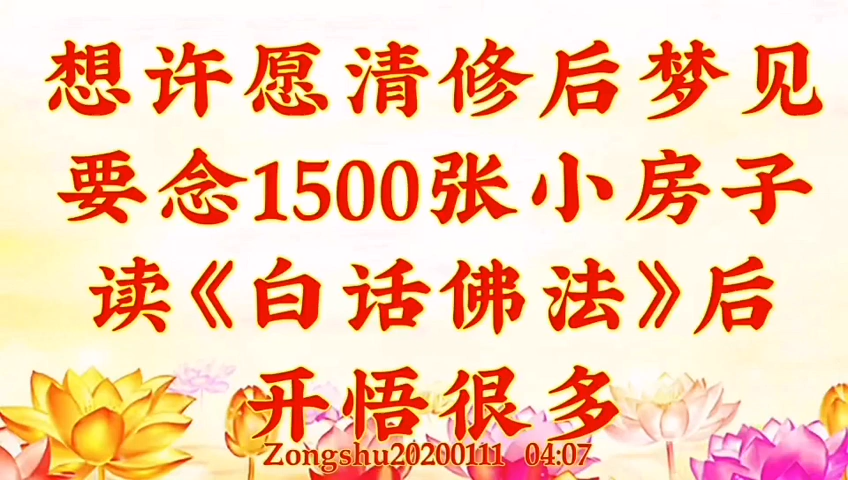 想许愿清修后梦见
要念1500张小房子
读《白话佛法》后
开悟很多
Zongshu20200111 04:07